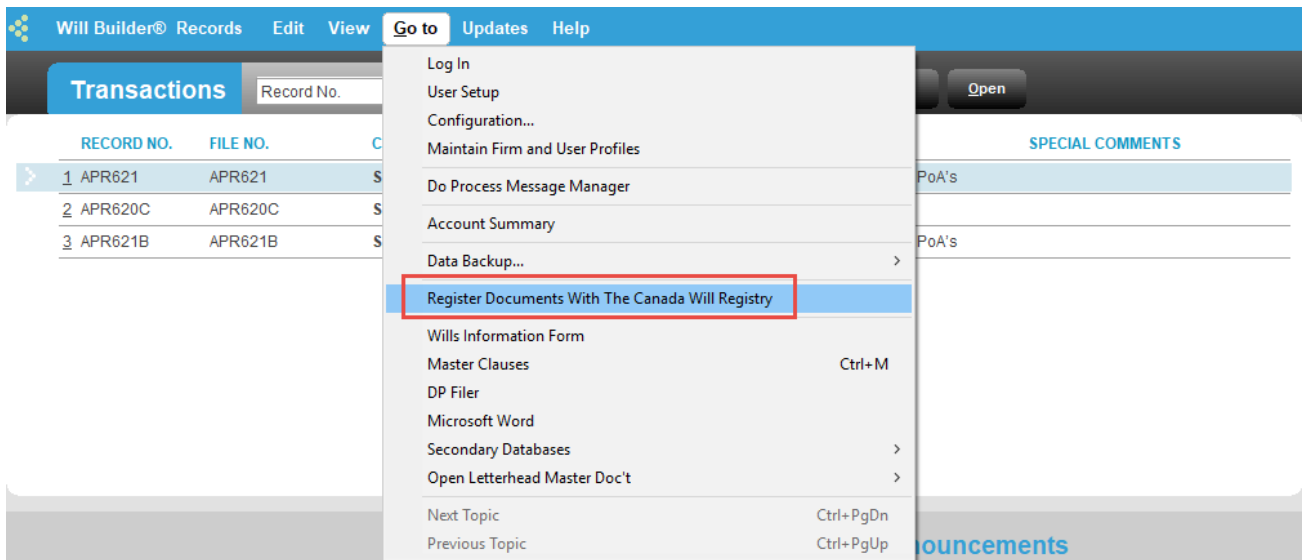 Will Builder® Records Edit View Go to Updates Help
Transactions Record No. Open
RECORD NO. FILE NO. C SPECIAL COMMENTS
1 APR621 APR621 S PoA's
2 APR620C APR620C S
3 APR621B APR621B S PoA's
Log In
User Setup
Configuration...
Maintain Firm and User Profiles
Do Process Message Manager
Account Summary
Data Backup... >
Register Documents With The Canada Will Registry
Wills Information Form
Master Clauses Ctrl+M
DP Filer
Microsoft Word
Secondary Databases >
Open Letterhead Master Doc't >
Next Topic Ctrl+PgDn
Previous Topic Ctrl+PgUp
nouncements